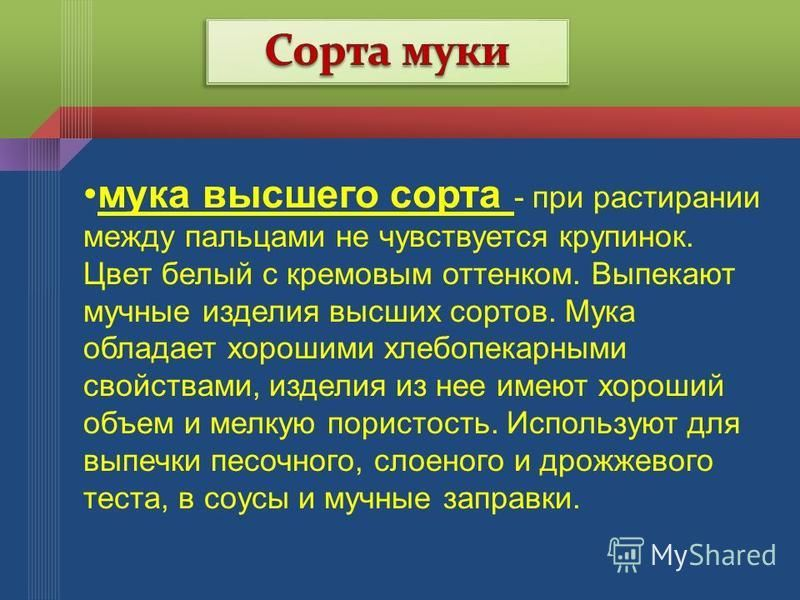 Сорта муки
•мука высшего сорта - при растирании
между пальцами не чувствуется крупинок.
Цвет белый с кремовым оттенком. Выпекают
мучные изделия высших сортов. Мука
обладает хорошими хлебопекарными
свойствами, изделия из нее имеют хороший
объем и мелкую пористость. Используют для
выпечки песочного, слоеного и дрожжевого
теста, в соусы и мучные заправки.
MyShared